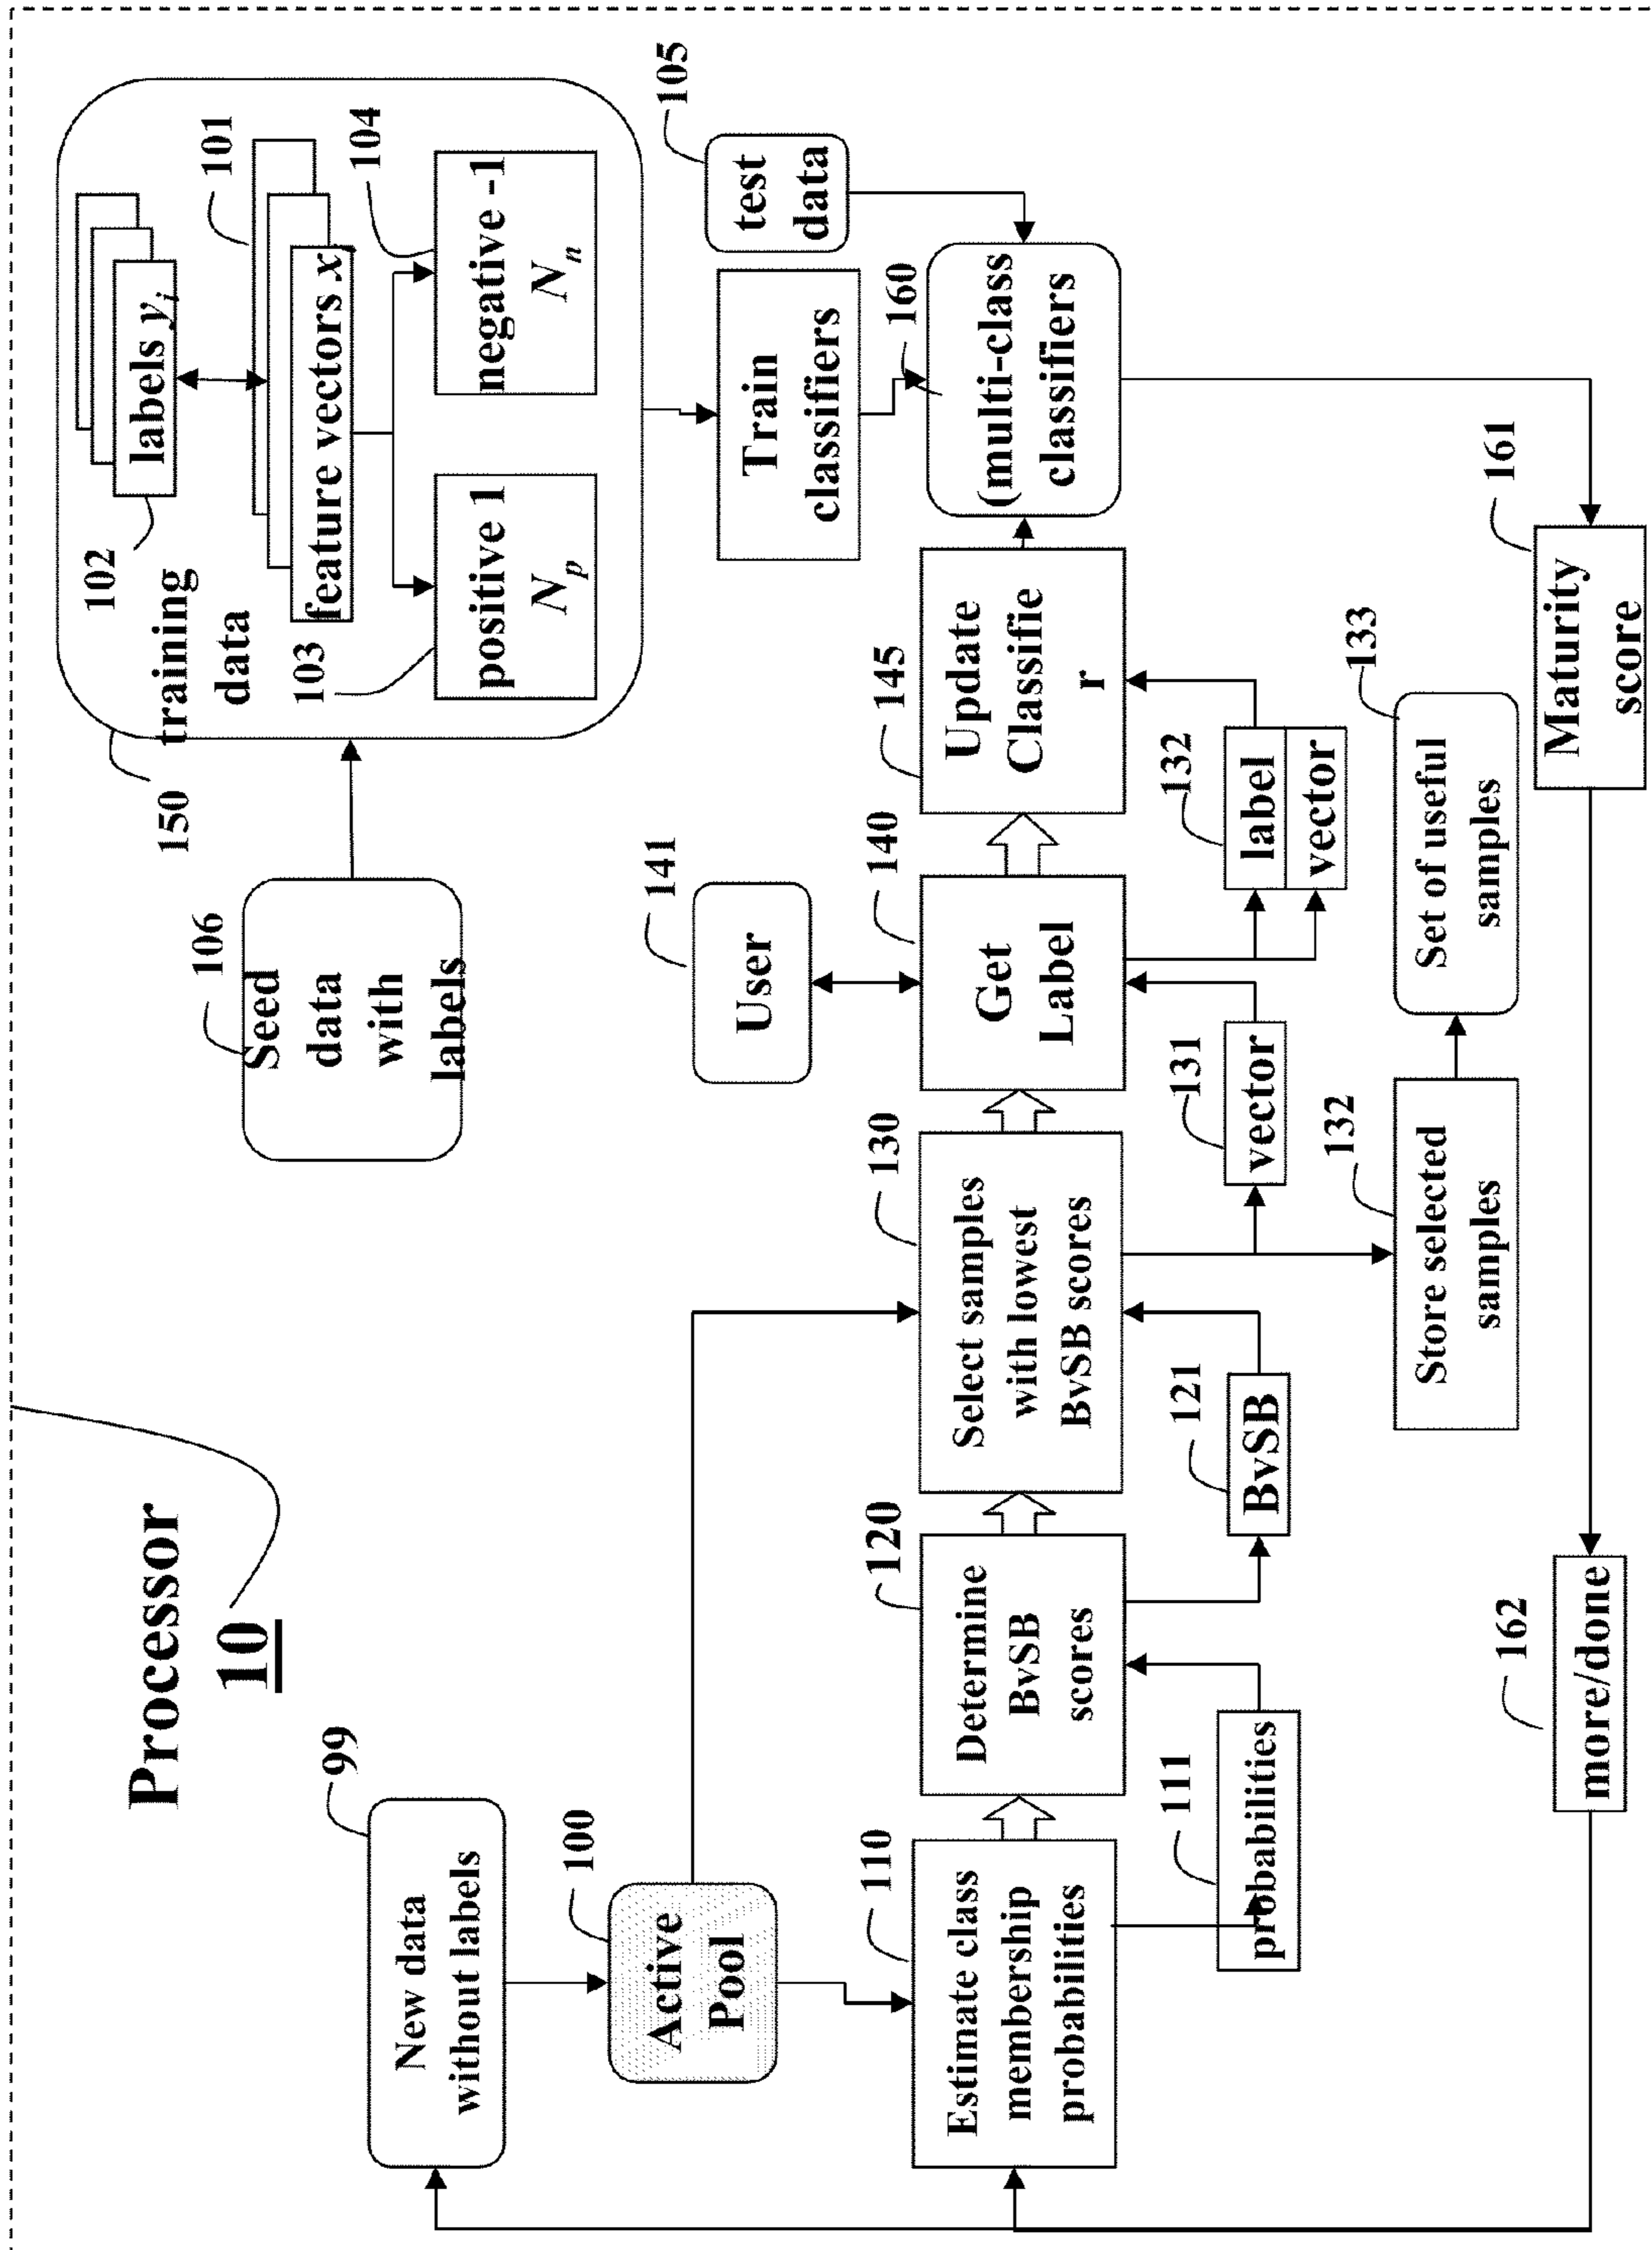 Processor
10
99
New data
without labels
100
Active
Pool
106
Seed
data
with
labels
150
training
data
102
labels yi
101
feature vectors x
103
positive 1
Np
104
negative -1
Nn
Train
classifiers
105
test
data
160
(multi-class
classifiers
110
Estimate class
membership
probabilities
111
probabilities
120
Determine
BvSB
scores
121
BvSB
130
Select samples
with lowest
BvSB scores
131
vector
132
Store selected
samples
133
Set of useful
samples
141
User
140
Get
Label
132
label
vector
145
Update
Classifie
r
161
Maturity
score
162
more/done